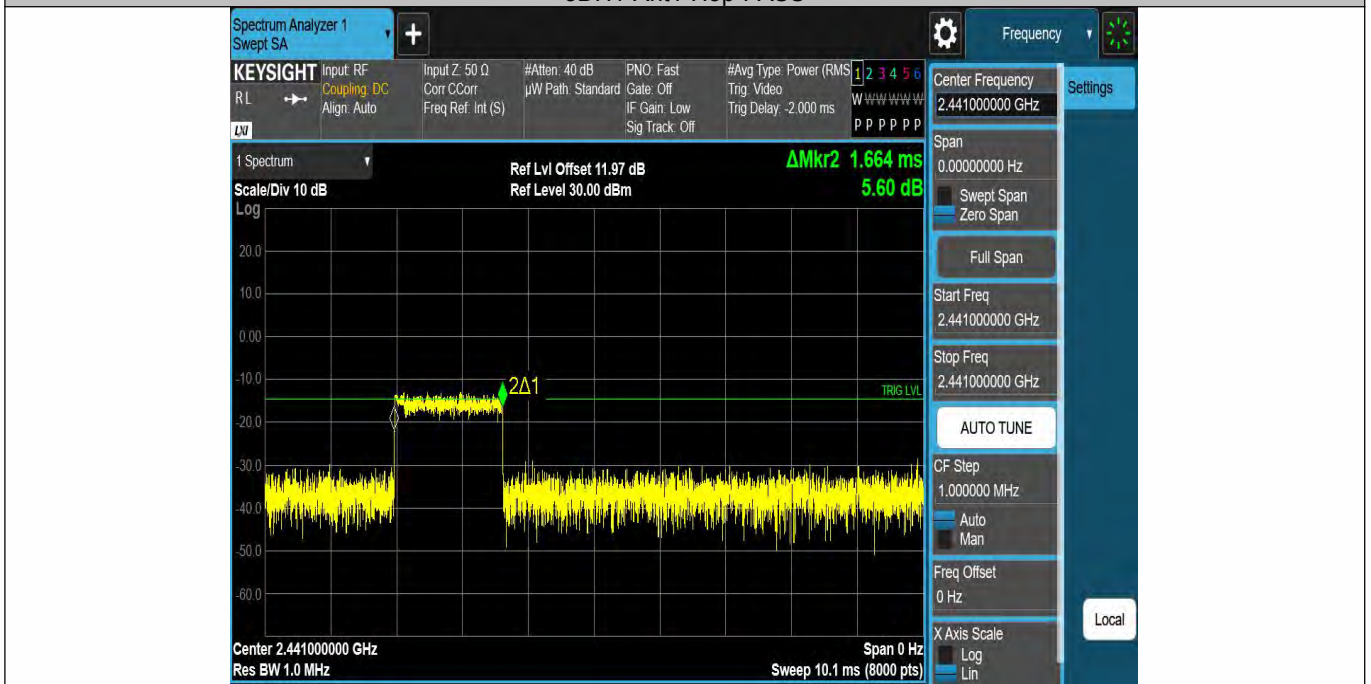 Spectrum Analyzer 1
Swept SA
+
Frequency
KEYSIGHT
RL
LXI
Input: RF
Coupling: DC
Align: Auto
Input Z: 50 Ω
Corr CCorr
Freq Ref: Int (S)
#Atten: 40 dB
µW Path: Standard
PNO: Fast
Gate: Off
IF Gain: Low
Sig Track: Off
#Avg Type: Power (RMS
Trig: Video
Trig Delay: -2.000 ms
1 2 3 4 5 6
W W W W W W
P P P P P P
1 Spectrum
Scale/Div 10 dB
Log
Ref Lvl Offset 11.97 dB
Ref Level 30.00 dBm
ΔMkr2 1.664 ms
5.60 dB
20.0
10.0
0.00
-10.0
-20.0
-30.0
-40.0
-50.0
-60.0
2Δ1
TRIG LVL
Center 2.441000000 GHz
Res BW 1.0 MHz
Span 0 Hz
Sweep 10.1 ms (8000 pts)
Center Frequency
2.441000000 GHz
Settings
Span
0.00000000 Hz
Swept Span
Zero Span
Full Span
Start Freq
2.441000000 GHz
Stop Freq
2.441000000 GHz
AUTO TUNE
CF Step
1.000000 MHz
Auto
Man
Freq Offset
0 Hz
X Axis Scale
Log
Lin
Local